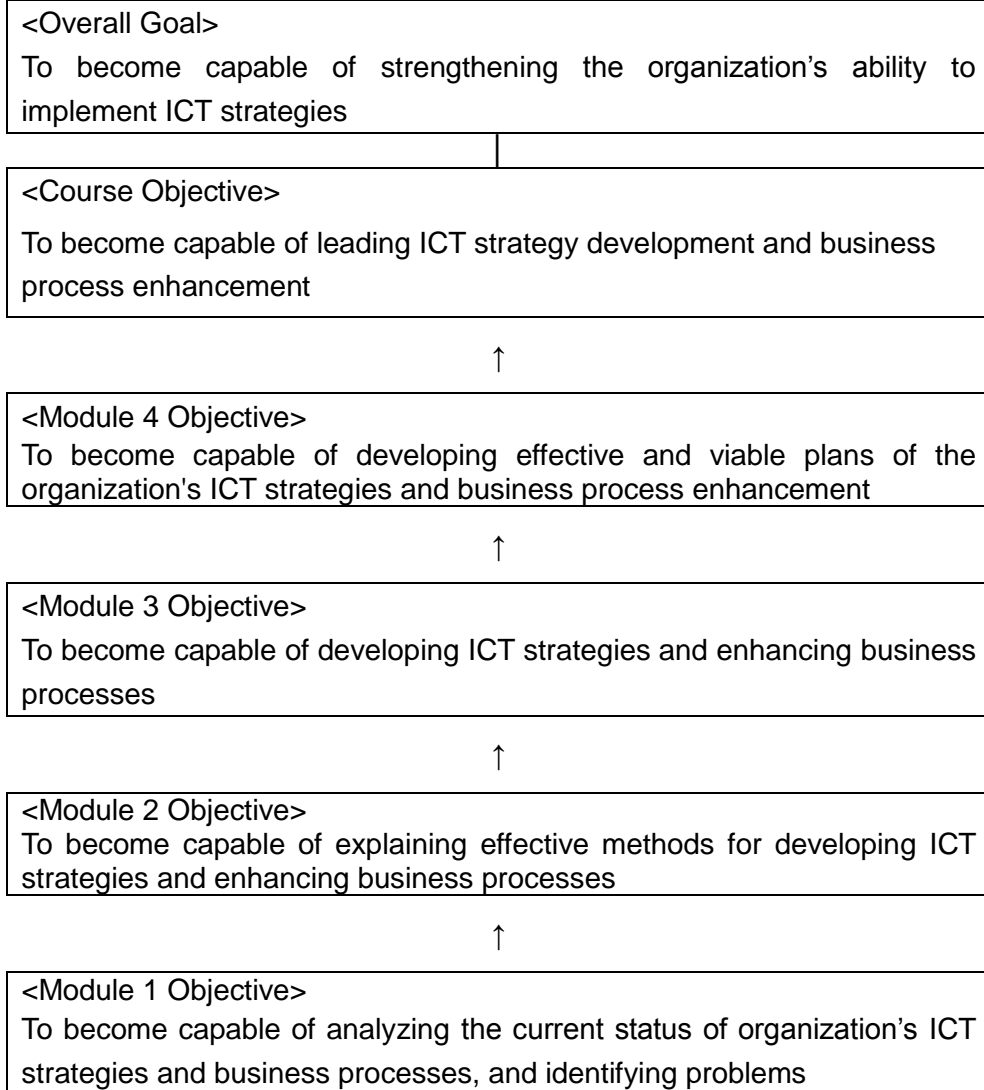 <Overall Goal>
To become capable of strengthening the organization’s ability to
implement ICT strategies
<Course Objective>
To become capable of leading ICT strategy development and business
process enhancement
↑
<Module 4 Objective>
To become capable of developing effective and viable plans of the
organization's ICT strategies and business process enhancement
↑
<Module 3 Objective>
To become capable of developing ICT strategies and enhancing business
processes
↑
<Module 2 Objective>
To become capable of explaining effective methods for developing ICT
strategies and enhancing business processes
↑
<Module 1 Objective>
To become capable of analyzing the current status of organization’s ICT
strategies and business processes, and identifying problems